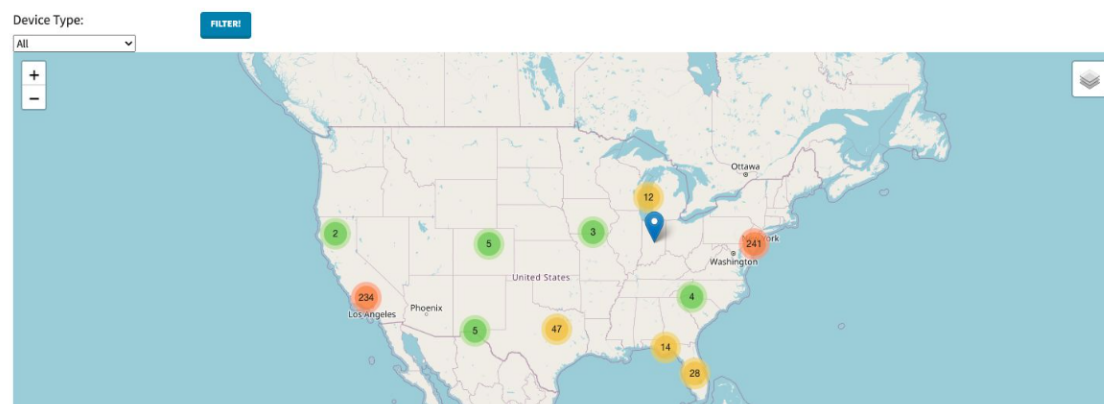 Device Type:
FILTER!
All
+
−
Ottawa
12
2
3
5
241
ork
Washington
United States
234
4
Los Angeles
Phoenix
5
47
14
28